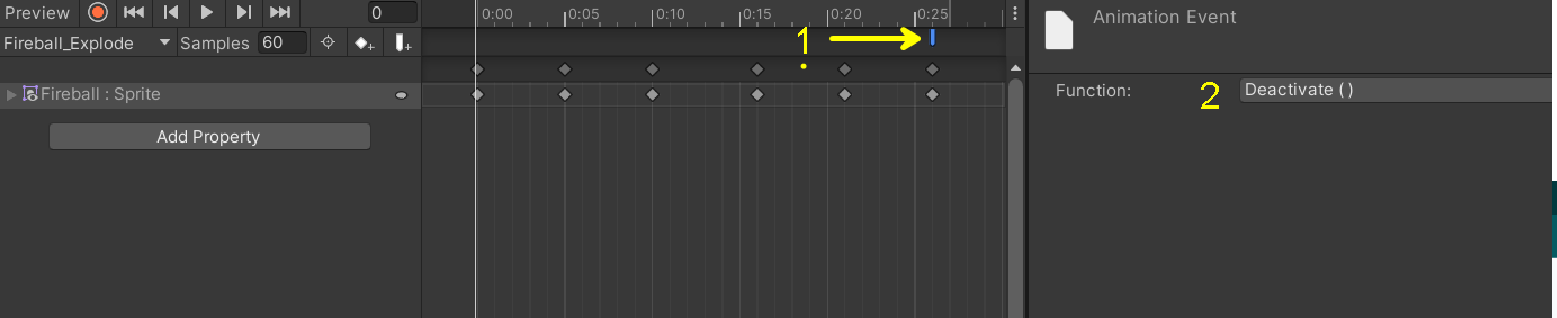 Preview 0 0:00 0:05 0:10 0:15 0:20 0:25
Fireball_Explode Samples 60 1
Fireball : Sprite
Add Property
Animation Event
Function: 2 Deactivate ( )